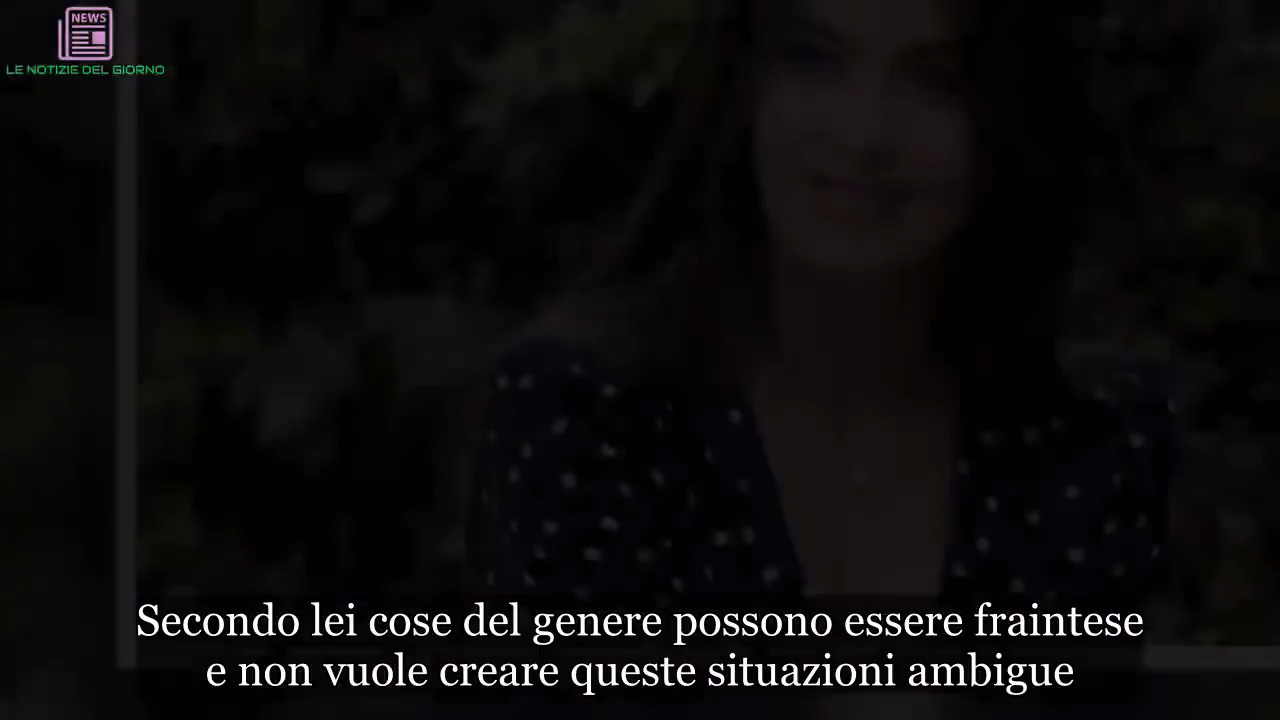 NEWS
LE NOTIZIE DEL GIORNO
Secondo lei cose del genere possono essere fraintese
e non vuole creare queste situazioni ambigue